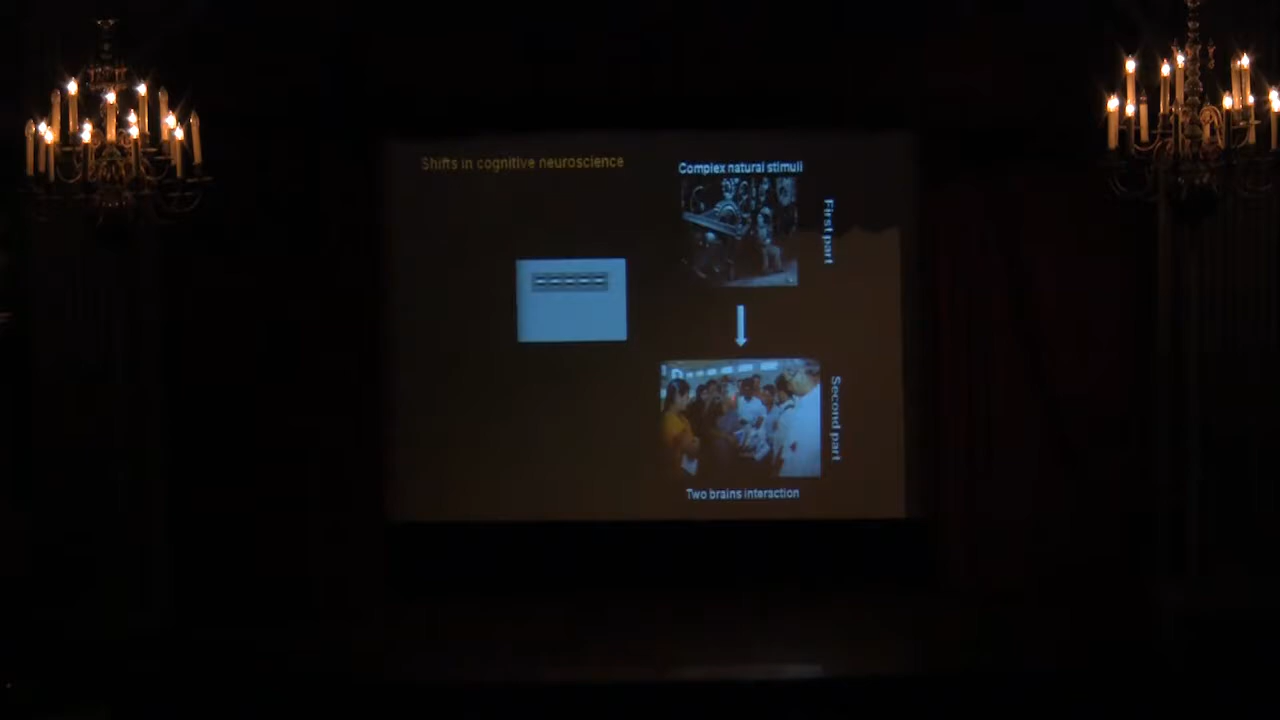 Shifts in cognitive neuroscience
Complex natural stimuli
First part
Second part
Two brains interaction